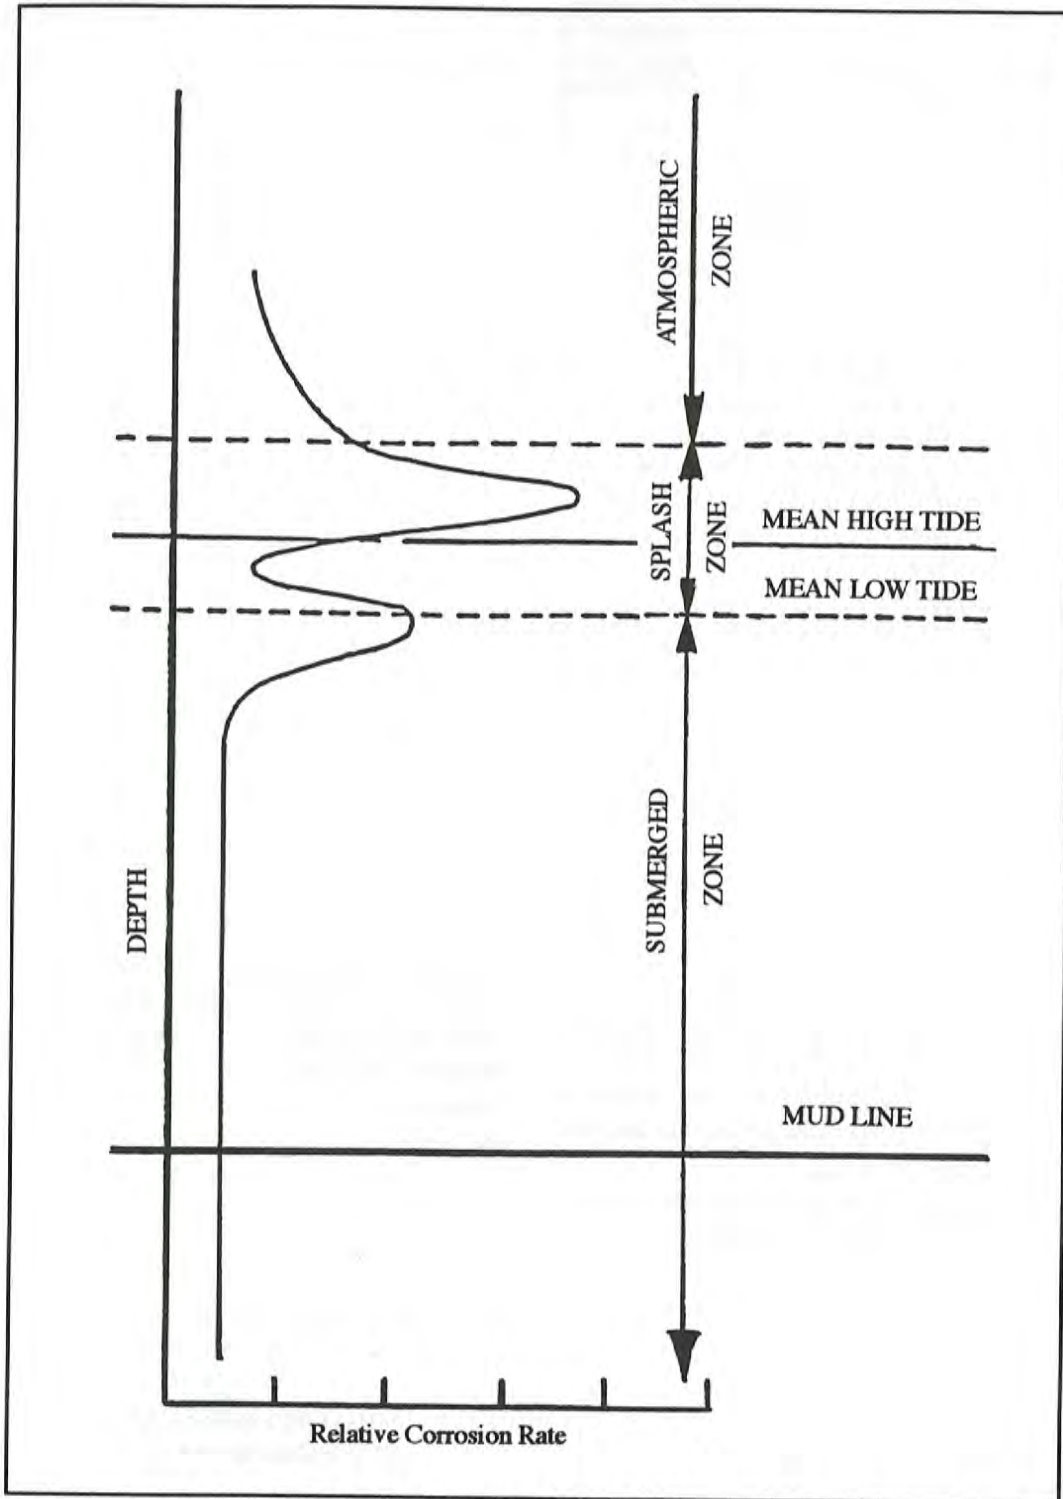 ATMOSPHERIC
ZONE
SPLASH
ZONE
MEAN HIGH TIDE
MEAN LOW TIDE
DEPTH
SUBMERGED
ZONE
MUD LINE
Relative Corrosion Rate